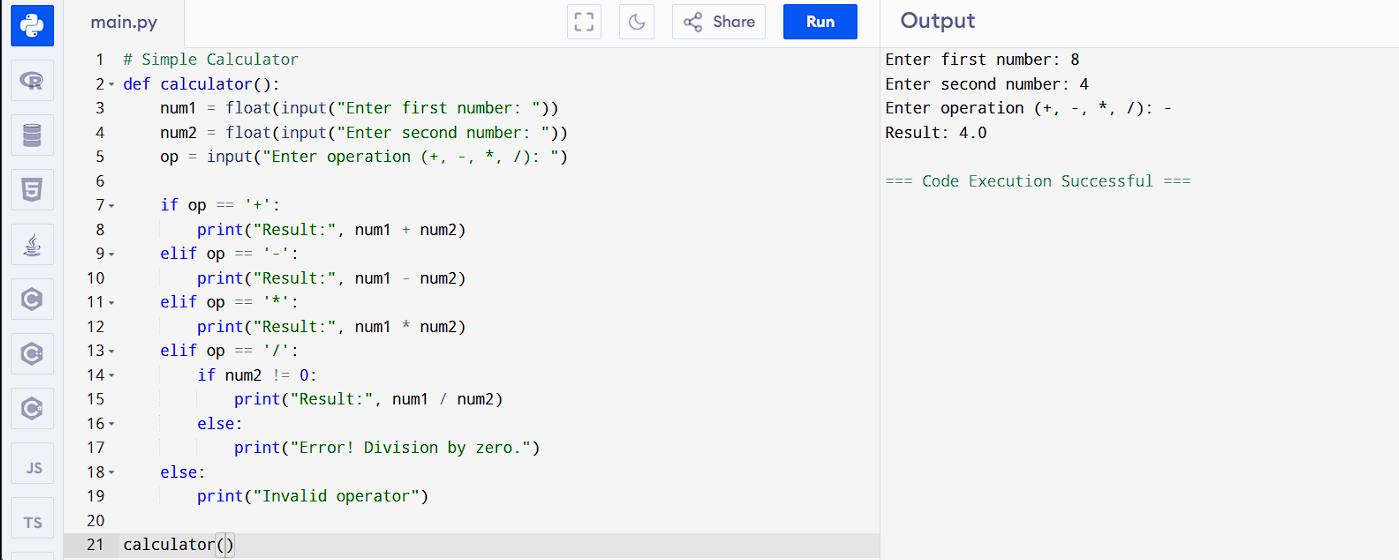 main.py
Share
Run
Output
1 # Simple Calculator
2 def calculator():
3     num1 = float(input("Enter first number: "))
4     num2 = float(input("Enter second number: "))
5     op = input("Enter operation (+, -, *, /): ")
6
7     if op == '+':
8         print("Result:", num1 + num2)
9     elif op == '-':
10         print("Result:", num1 - num2)
11     elif op == '*':
12         print("Result:", num1 * num2)
13     elif op == '/':
14         if num2 != 0:
15             print("Result:", num1 / num2)
16         else:
17             print("Error! Division by zero.")
18     else:
19         print("Invalid operator")
20
21 calculator()
Enter first number: 8
Enter second number: 4
Enter operation (+, -, *, /): -
Result: 4.0
=== Code Execution Successful ===
R
5
C
C
C
JS
TS